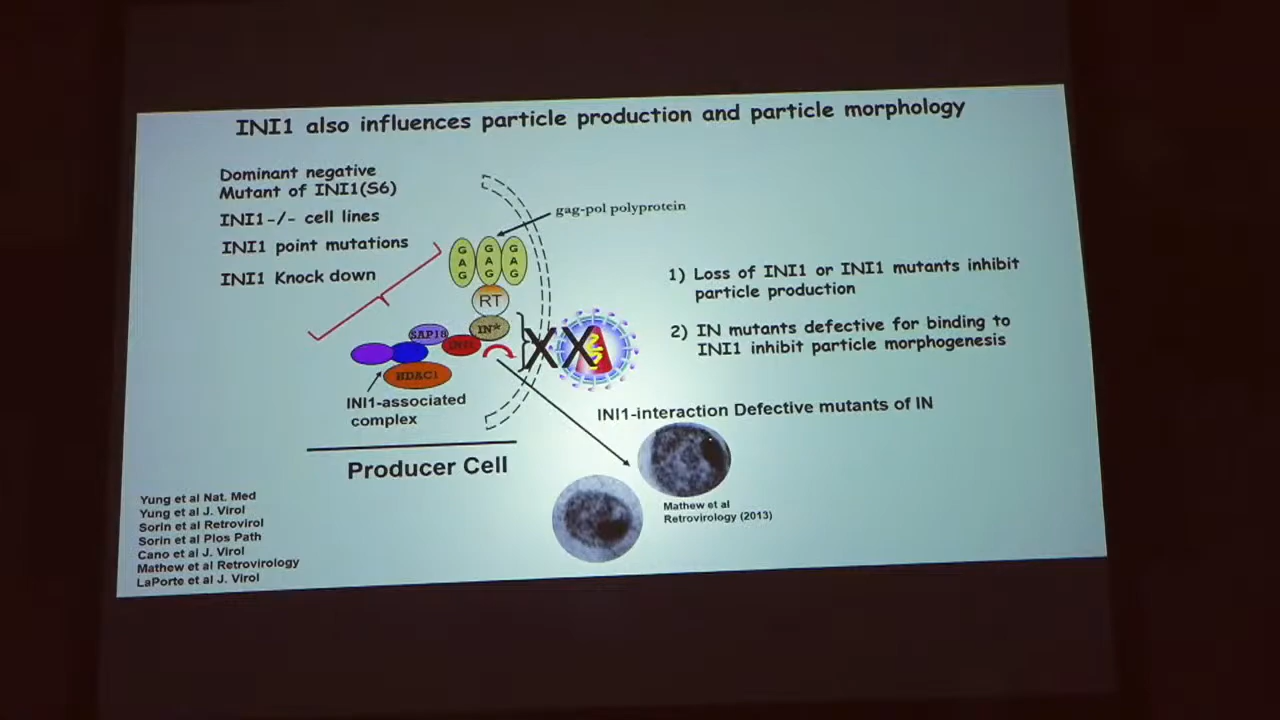 INI1 also influences particle production and particle morphology
Dominant negative
Mutant of INI1(S6)
INI1-/- cell lines
INI1 point mutations
INI1 Knock down
gag-pol polyprotein
GAG
GAG
GAG
RT
IN*
SAP18
INI1
HDAC1
X X
INI1-associated
complex
Producer Cell
1) Loss of INI1 or INI1 mutants inhibit
particle production
2) IN mutants defective for binding to
INI1 inhibit particle morphogenesis
INI1-interaction Defective mutants of IN
Mathew et al
Retrovirology (2013)
Yung et al Nat. Med
Yung et al J. Virol
Sorin et al Retrovirol
Sorin et al Plos Path
Cano et al J. Virol
Mathew et al Retrovirology
LaPorte et al J. Virol